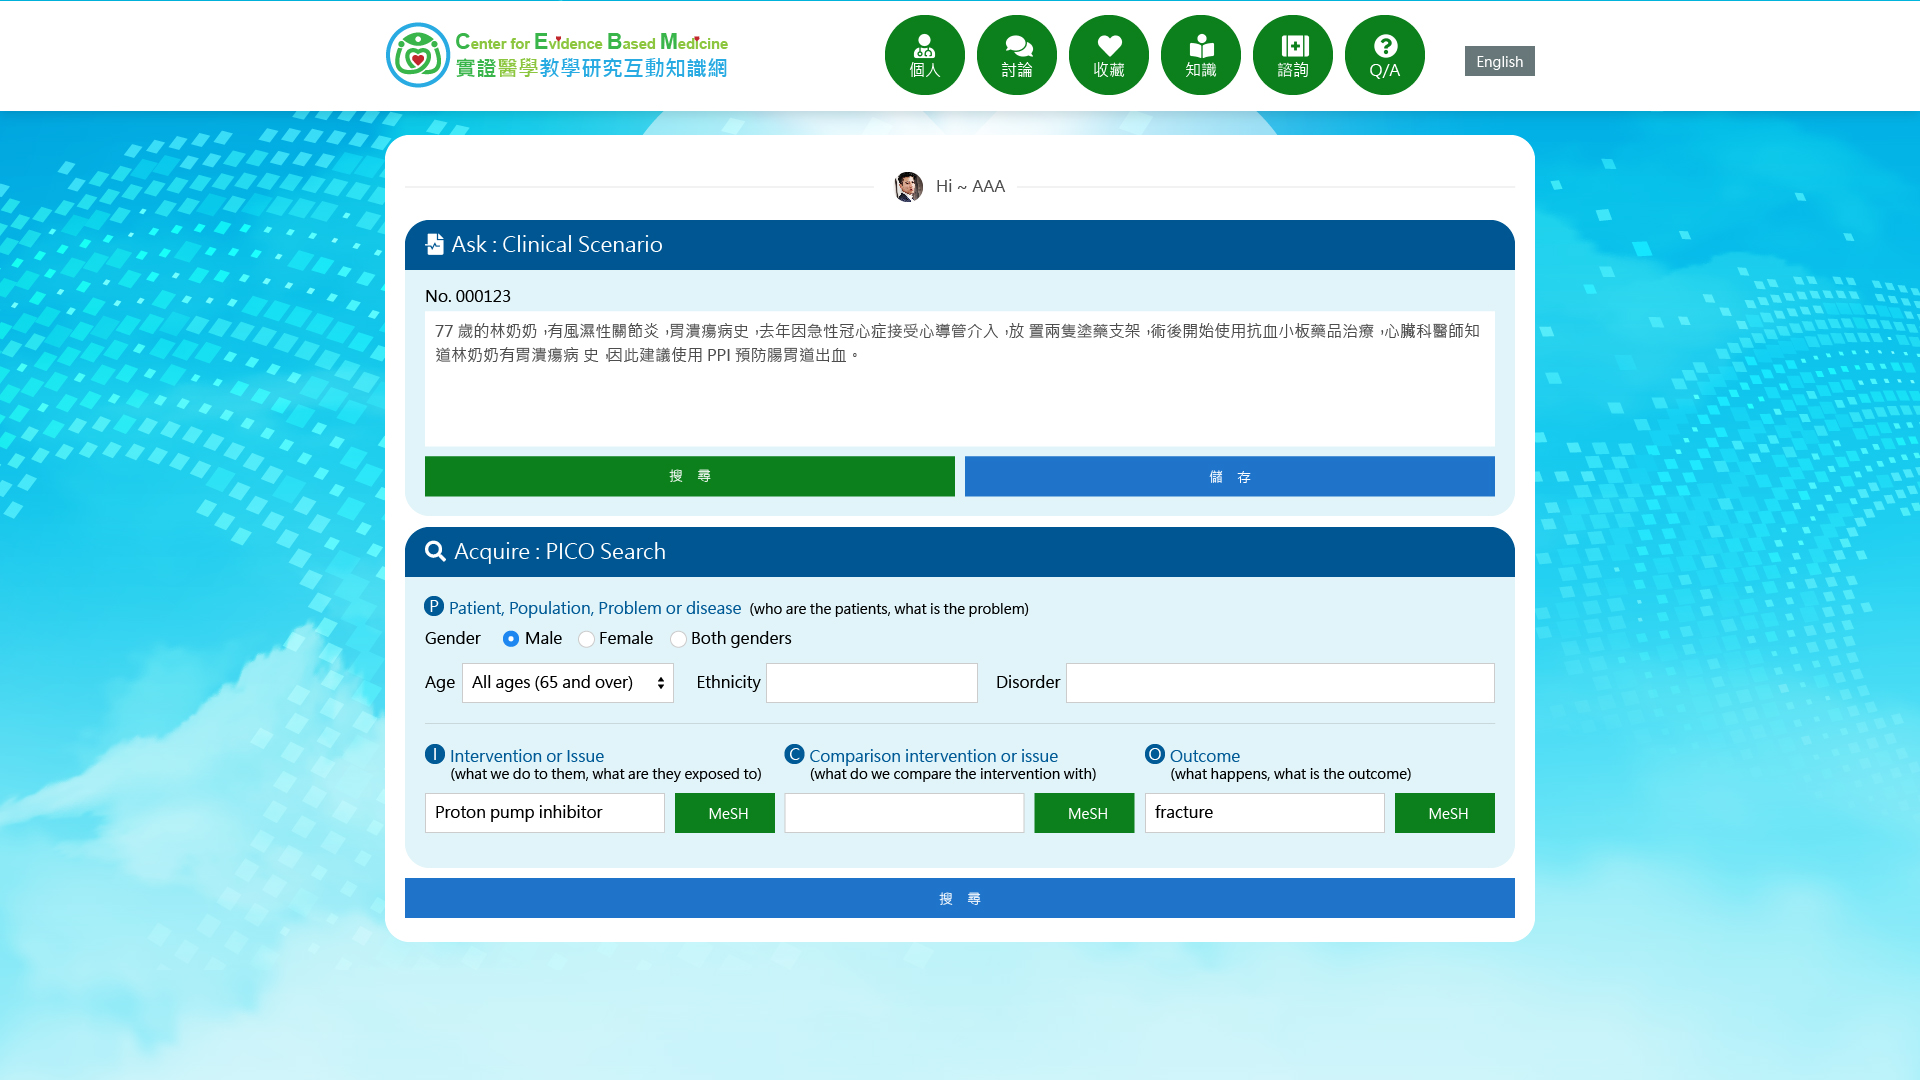 Center for Evidence Based Medicine
實證醫學教學研究互動知識網
個人
討論
收藏
知識
諮詢
Q/A
English
Hi ~ AAA
Ask : Clinical Scenario
No. 000123
77 歲的林奶奶，有風濕性關節炎，胃潰瘍病史，去年因急性冠心症接受心導管介入，放 置兩隻塗藥支架，術後開始使用抗血小板藥品治療，心臟科醫師知
道林奶奶有胃潰瘍病 史，因此建議使用 PPI 預防腸胃道出血。
搜 尋
儲 存
Acquire : PICO Search
P Patient, Population, Problem or disease (who are the patients, what is the problem)
Gender Male Female Both genders
Age All ages (65 and over) Ethnicity Disorder
I Intervention or Issue
(what we do to them, what are they exposed to)
Proton pump inhibitor MeSH
C Comparison intervention or issue
(what do we compare the intervention with)
MeSH
O Outcome
(what happens, what is the outcome)
fracture MeSH
搜 尋